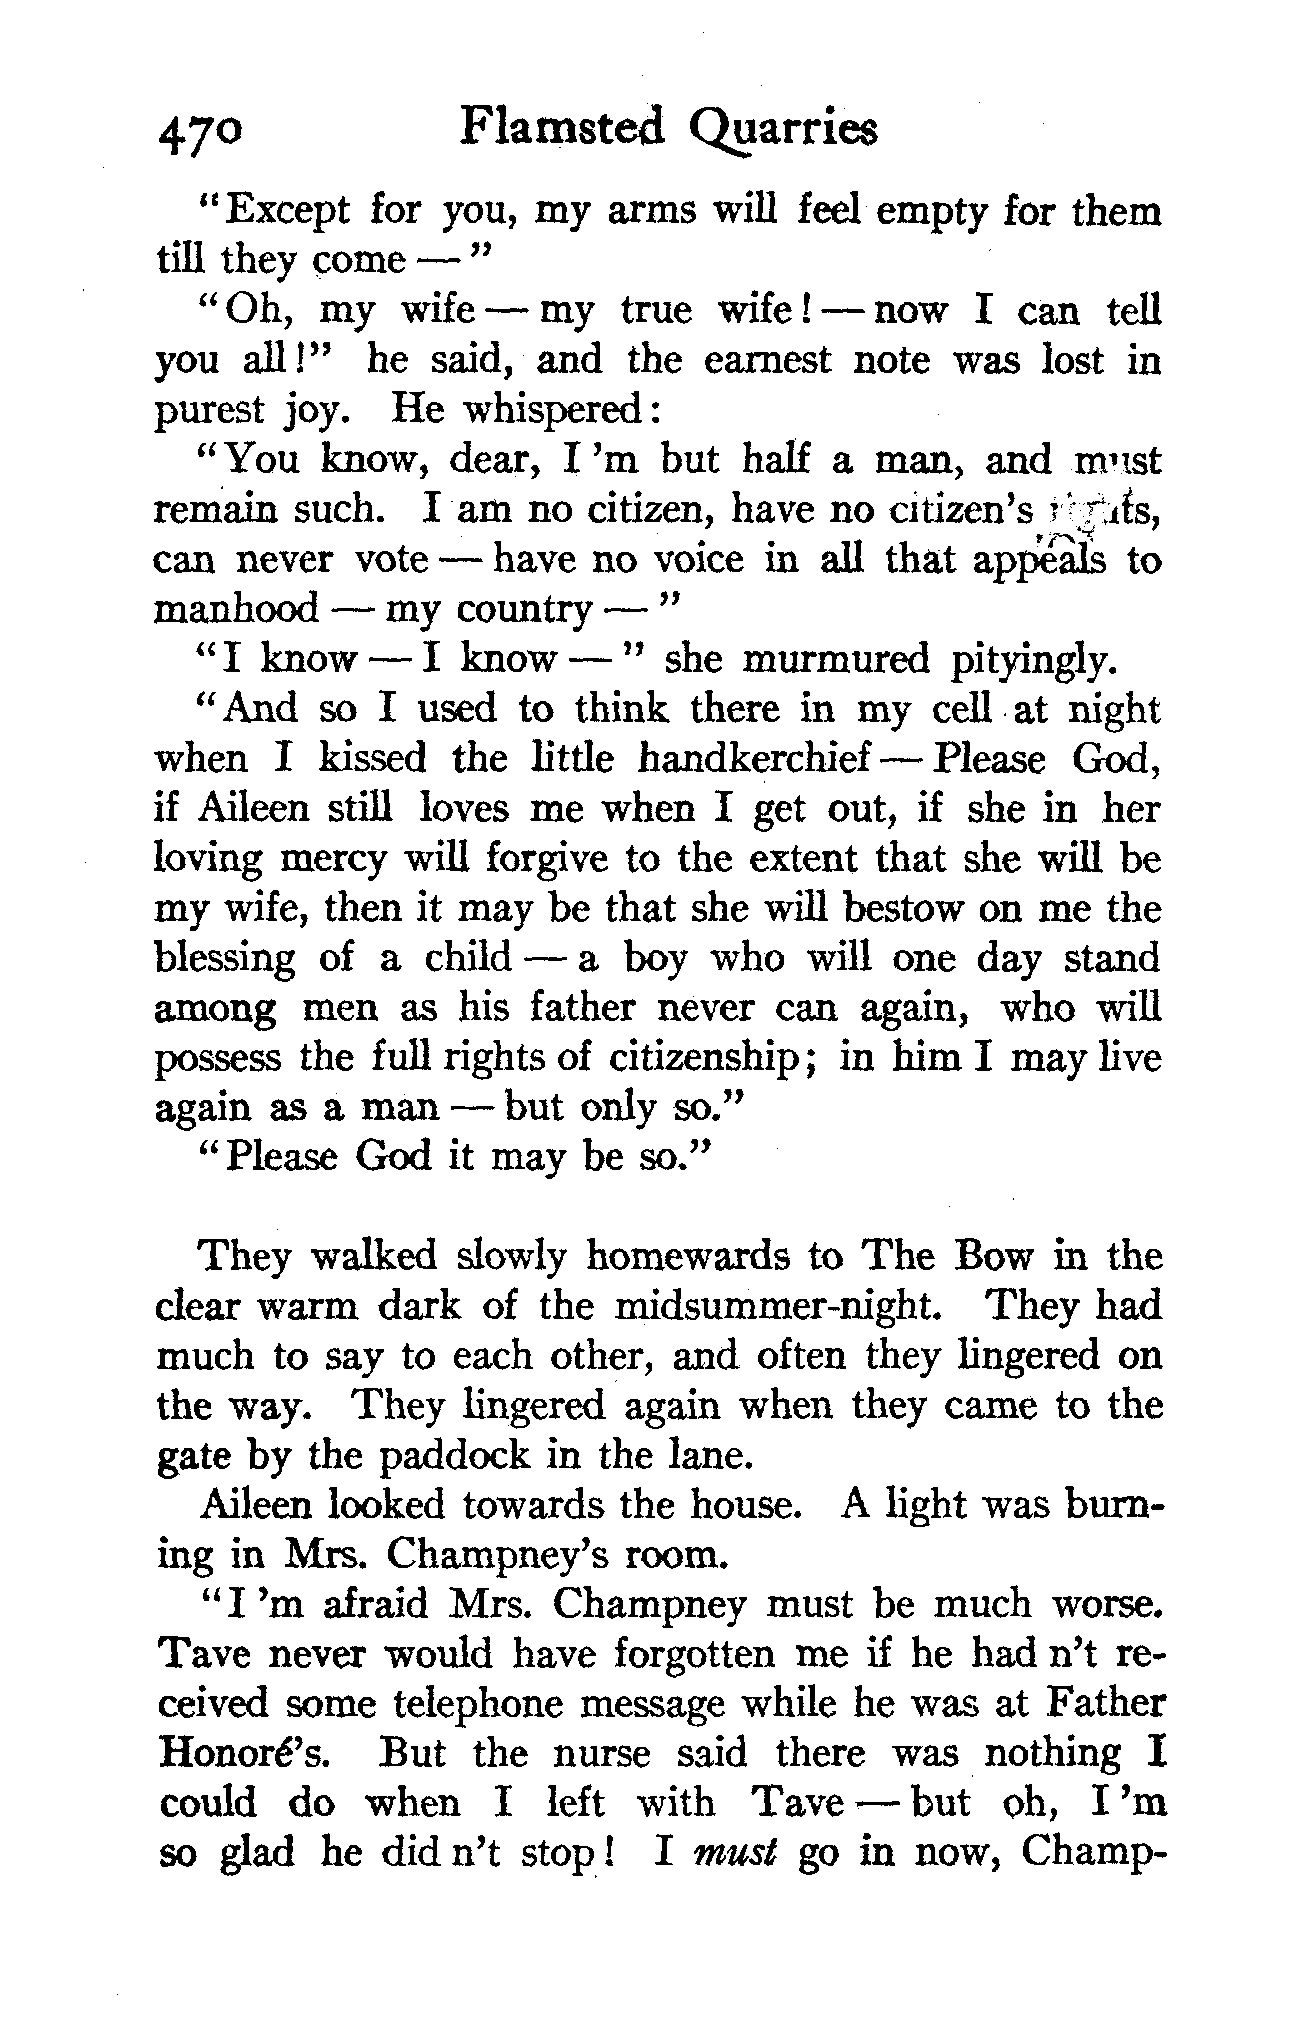 470 Flamsted Quarries
"Except for you, my arms will feel empty for them
till they come — "
"Oh, my wife — my true wife! — now I can tell
you all!" he said, and the earnest note was lost in
purest joy. He whispered:
"You know, dear, I 'm but half a man, and must
remain such. I am no citizen, have no citizen's rights,
can never vote — have no voice in all that appeals to
manhood — my country — "
"I know — I know — " she murmured pityingly.
"And so I used to think there in my cell at night
when I kissed the little handkerchief — Please God,
if Aileen still loves me when I get out, if she in her
loving mercy will forgive to the extent that she will be
my wife, then it may be that she will bestow on me the
blessing of a child — a boy who will one day stand
among men as his father never can again, who will
possess the full rights of citizenship; in him I may live
again as a man — but only so."
"Please God it may be so."
They walked slowly homewards to The Bow in the
clear warm dark of the midsummer-night. They had
much to say to each other, and often they lingered on
the way. They lingered again when they came to the
gate by the paddock in the lane.
Aileen looked towards the house. A light was burn-
ing in Mrs. Champney's room.
"I 'm afraid Mrs. Champney must be much worse.
Tave never would have forgotten me if he had n't re-
ceived some telephone message while he was at Father
Honoré's. But the nurse said there was nothing I
could do when I left with Tave — but oh, I 'm
so glad he did n't stop! I must go in now, Champ-